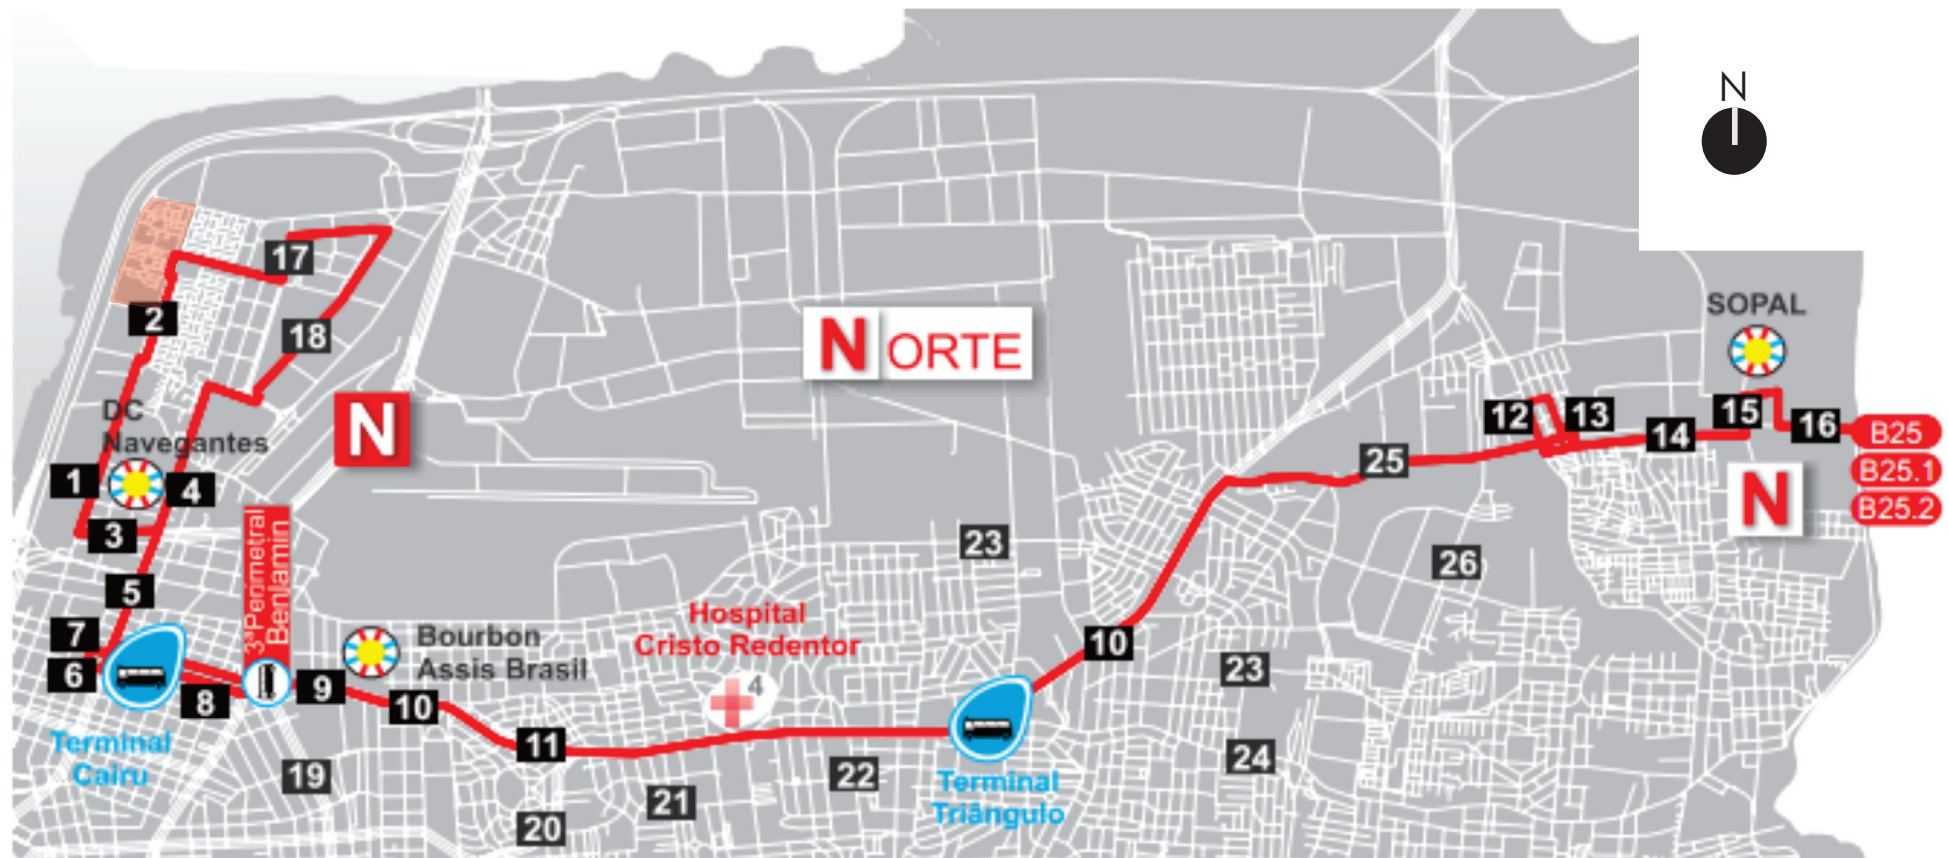 N
17
2
18
SOPAL
N ORTE
DC
Navegantes
N
12
13
15
14
16
B25
B25.1
B25.2
N
25
1
4
3
3ªPerimetral
Benjamin
23
26
5
Hospital
Cristo Redentor
4
7
6
Bourbon
Assis Brasil
10
23
8
9
10
11
Terminal
Cairu
19
22
24
Terminal
Triângulo
21
20